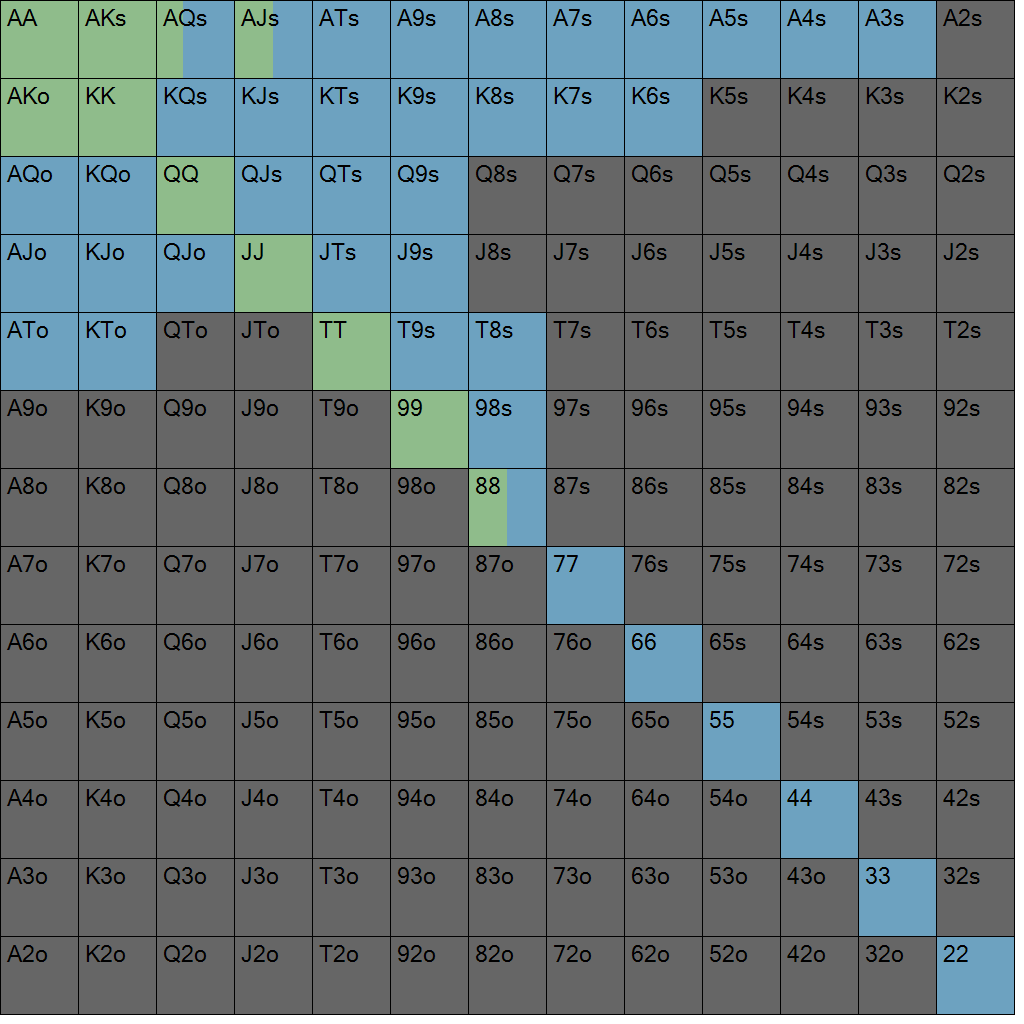 AA AKs AQs AJs ATs A9s A8s A7s A6s A5s A4s A3s A2s
AKo KK KQs KJs KTs K9s K8s K7s K6s K5s K4s K3s K2s
AQo KQo QQ QJs QTs Q9s Q8s Q7s Q6s Q5s Q4s Q3s Q2s
AJo KJo QJo JJ JTs J9s J8s J7s J6s J5s J4s J3s J2s
ATo KTo QTo JTo TT T9s T8s T7s T6s T5s T4s T3s T2s
A9o K9o Q9o J9o T9o 99 98s 97s 96s 95s 94s 93s 92s
A8o K8o Q8o J8o T8o 98o 88 87s 86s 85s 84s 83s 82s
A7o K7o Q7o J7o T7o 97o 87o 77 76s 75s 74s 73s 72s
A6o K6o Q6o J6o T6o 96o 86o 76o 66 65s 64s 63s 62s
A5o K5o Q5o J5o T5o 95o 85o 75o 65o 55 54s 53s 52s
A4o K4o Q4o J4o T4o 94o 84o 74o 64o 54o 44 43s 42s
A3o K3o Q3o J3o T3o 93o 83o 73o 63o 53o 43o 33 32s
A2o K2o Q2o J2o T2o 92o 82o 72o 62o 52o 42o 32o 22